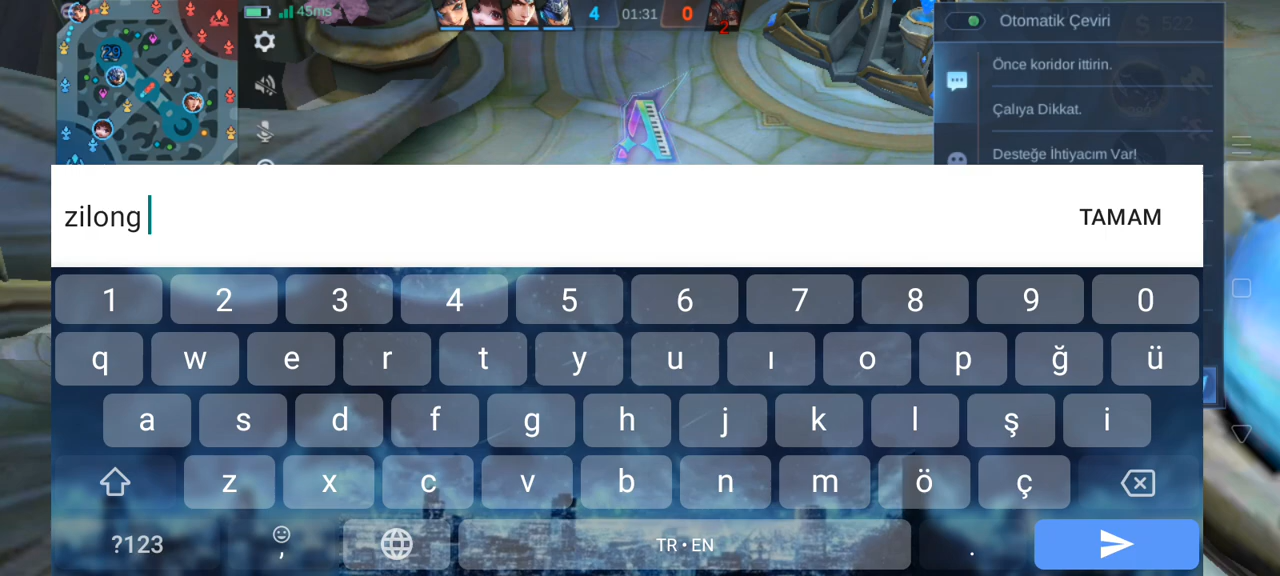 45ms
4 01:31 0
2
Otomatik Çeviri
Önce koridor ittirin.
Çalıya Dikkat.
Desteğe İhtiyacım Var!
zilong
TAMAM
1 2 3 4 5 6 7 8 9 0
q w e r t y u ı o p ğ ü
a s d f g h j k l ş i
z x c v b n m ö ç
?123 , TR • EN .